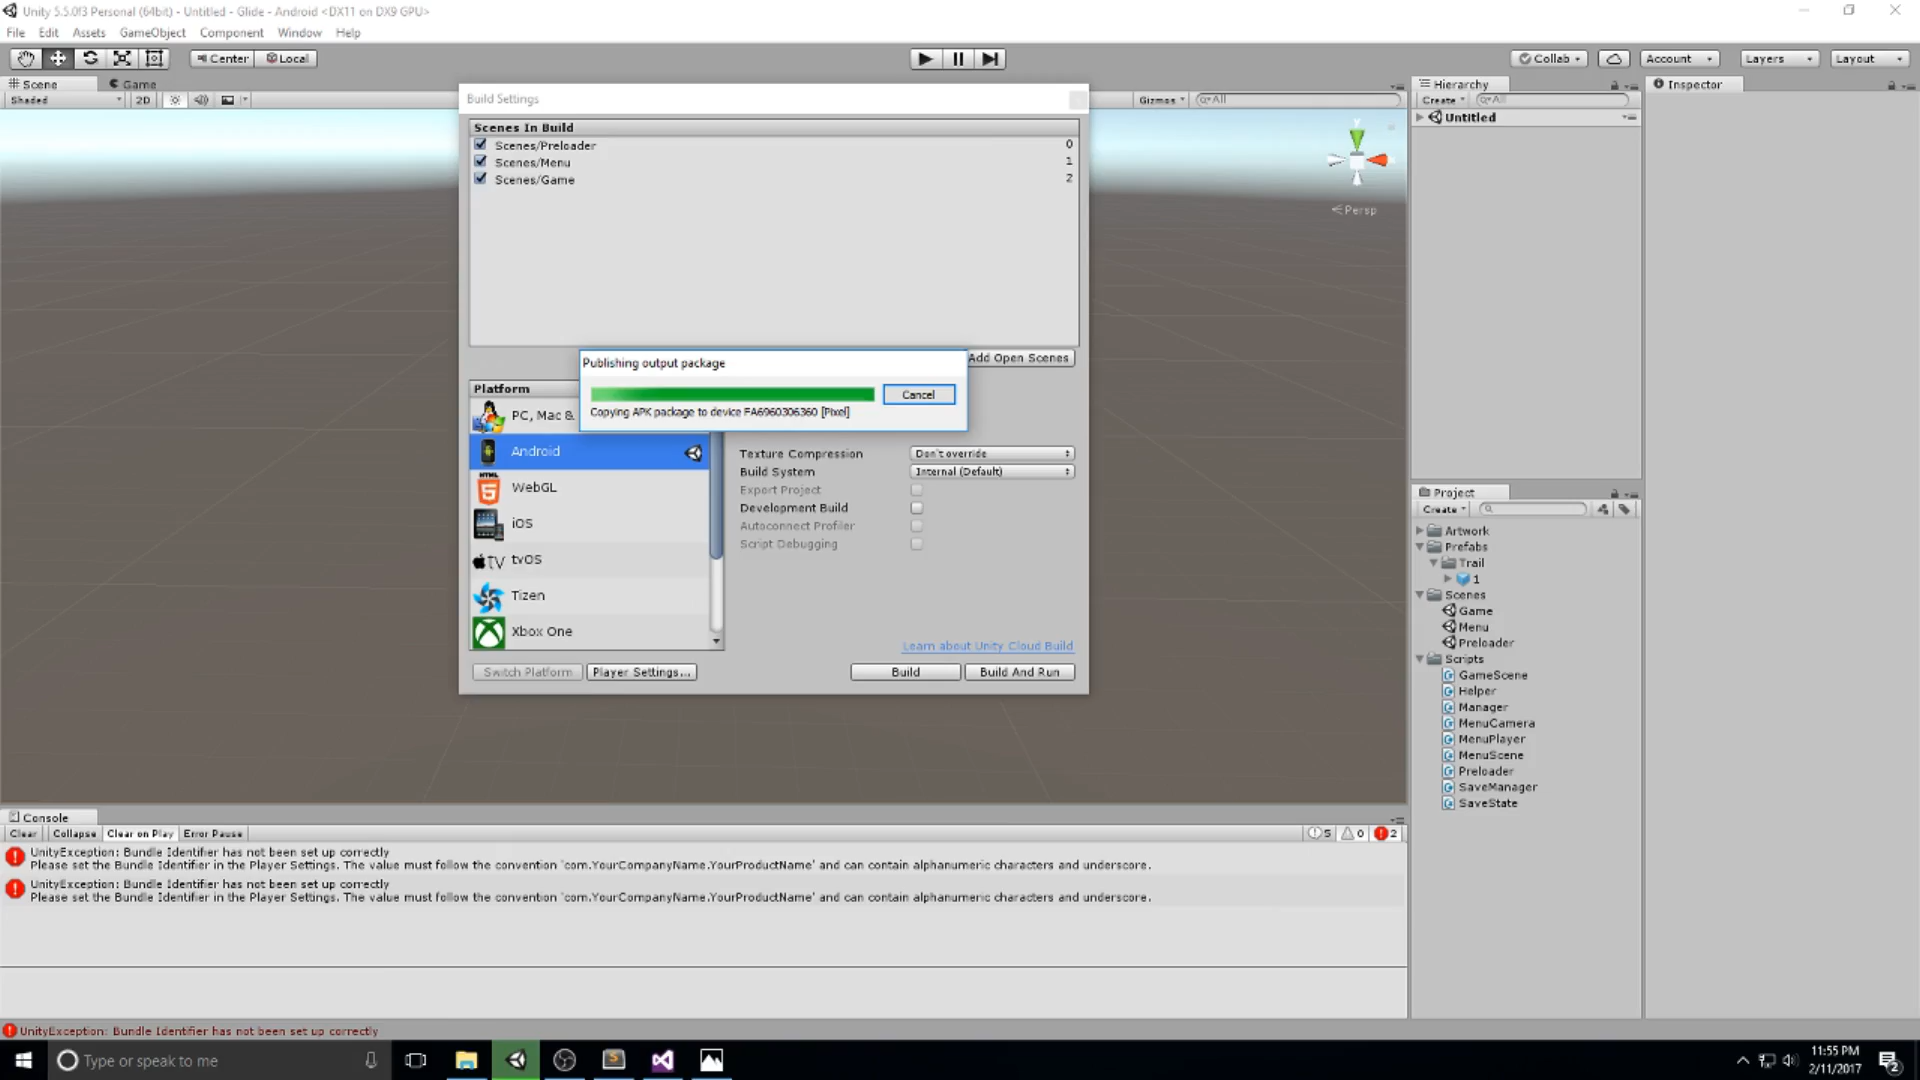 Unity 5.5.0f3 Personal (64bit) - Untitled - Glide - Android <DX11 on DX9 GPU>
File Edit Assets GameObject Component Window Help
Center Local
Collab Account Layers Layout
Scene Game
Shaded 2D Gizmos All
Persp
Build Settings
Scenes In Build
Scenes/Preloader 0
Scenes/Menu 1
Scenes/Game 2
Add Open Scenes
Publishing output package
Cancel
Copying APK package to device FA6960306360 [Pixel]
Platform
PC, Mac &
Android
HTML
WebGL
iOS
tv tvOS
Tizen
Xbox One
Texture Compression Don't override
Build System Internal (Default)
Export Project
Development Build
Autoconnect Profiler
Script Debugging
Learn about Unity Cloud Build
Switch Platform Player Settings... Build Build And Run
Hierarchy
Create All
Untitled
Inspector
Project
Create
Artwork
Prefabs
Trail
1
Scenes
Game
Menu
Preloader
Scripts
GameScene
Helper
Manager
MenuCamera
MenuPlayer
MenuScene
Preloader
SaveManager
SaveState
Console
Clear Collapse Clear on Play Error Pause 5 0 2
UnityException: Bundle Identifier has not been set up correctly
Please set the Bundle Identifier in the Player Settings. The value must follow the convention 'com.YourCompanyName.YourProductName' and can contain alphanumeric characters and underscore.
UnityException: Bundle Identifier has not been set up correctly
Please set the Bundle Identifier in the Player Settings. The value must follow the convention 'com.YourCompanyName.YourProductName' and can contain alphanumeric characters and underscore.
UnityException: Bundle Identifier has not been set up correctly
Type or speak to me
11:55 PM
2/11/2017
2